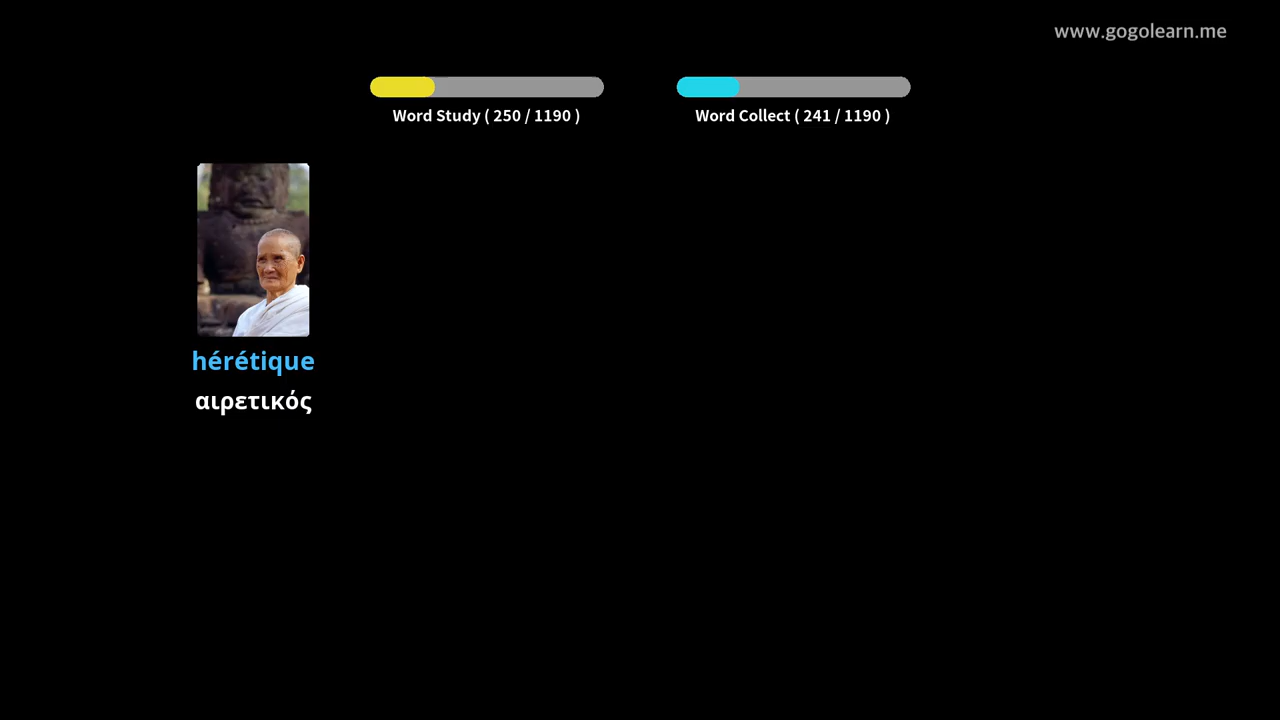 www.gogolearn.me
Word Study ( 250 / 1190 )
Word Collect ( 241 / 1190 )
hérétique
αιρετικός